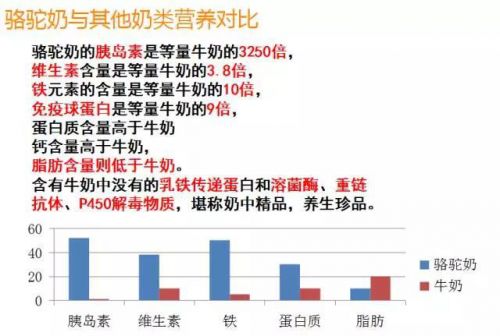 骆驼奶与其他奶类营养对比
骆驼奶的胰岛素是等量牛奶的3250倍，
维生素含量是等量牛奶的3.8倍，
铁元素的含量是等量牛奶的10倍，
免疫球蛋白是等量牛奶的9倍，
蛋白质含量高于牛奶
钙含量高于牛奶，
脂肪含量则低于牛奶。
含有牛奶中没有的乳铁传递蛋白和溶菌酶、重链
抗体、P450解毒物质，堪称奶中精品，养生珍品。
60
40
20
0
胰岛素 维生素 铁 蛋白质 脂肪
骆驼奶
牛奶